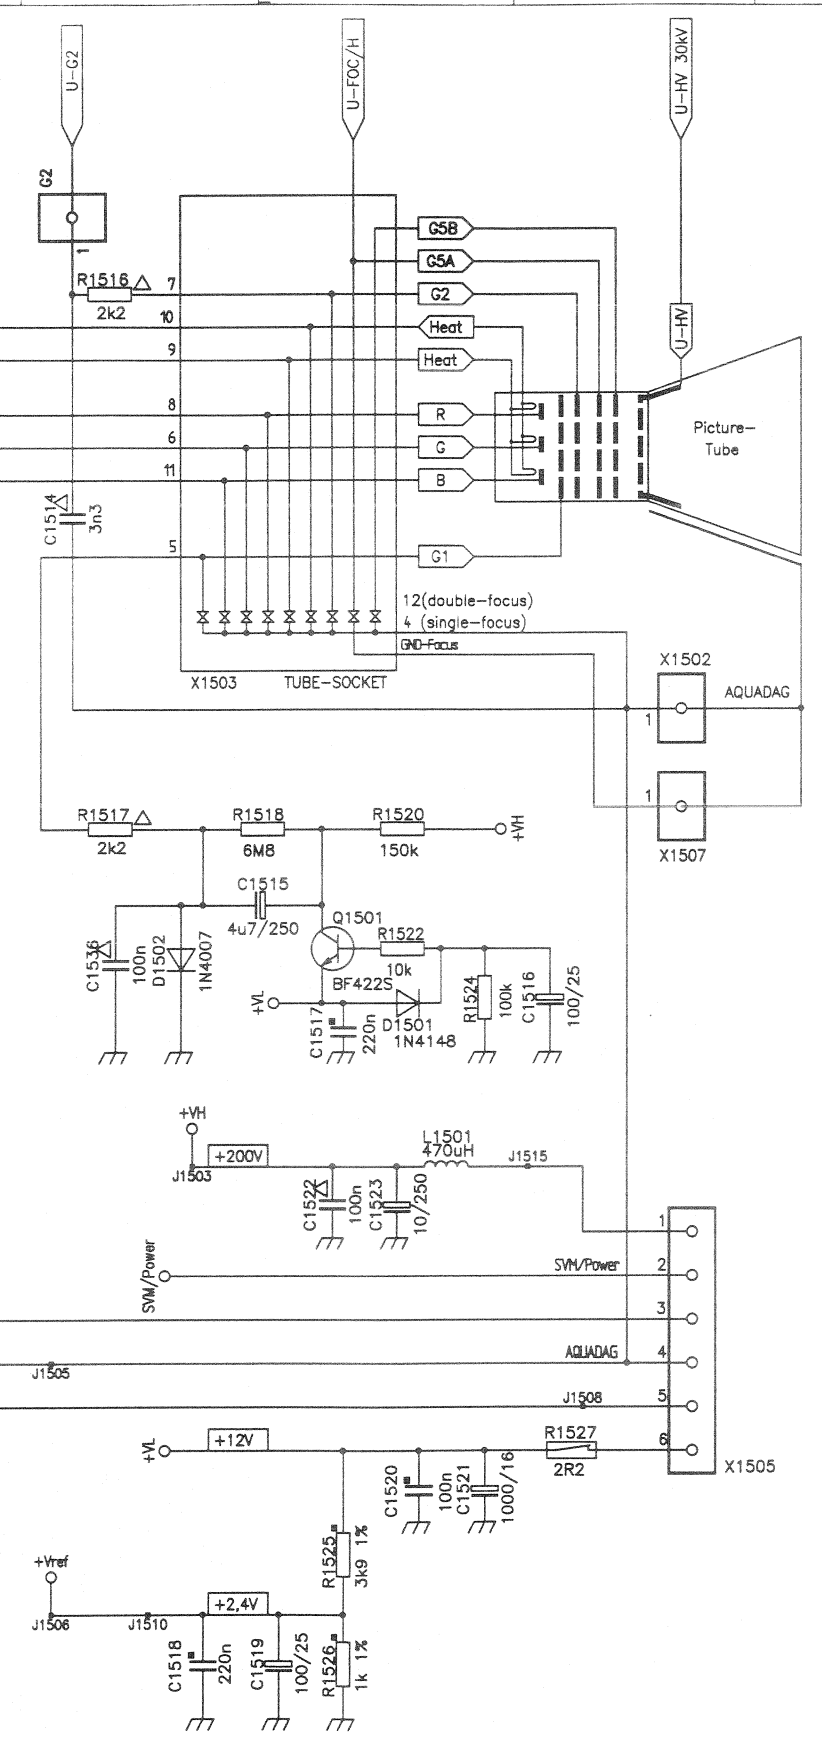 U-G2
U-FOC/H
U-HV 30kV
G2
1
R1516
2k2
7
10
9
8
6
11
5
G5B
G5A
G2
Heat
Heat
R
G
B
G1
U-HV
Picture-
Tube
C1514
3n3
12(double-focus)
4 (single-focus)
GND-Focus
X1503
TUBE-SOCKET
X1502
AQUADAG
1
1
X1507
R1517
2k2
R1518
6M8
R1520
150k
+VH
C1515
4u7/250
C1536
100n
D1502
1N4007
Q1501
BF422S
R1522
10k
+VL
C1517
220n
D1501
1N4148
R1524
100k
C1516
100/25
+VH
+200V
J1503
L1501
470uH
J1515
C1522
100n
C1523
10/250
SVM/Power
SVM/Power
1
2
3
AQUADAG
4
J1505
J1508
5
6
X1505
+VL
+12V
R1527
2R2
C1520
100n
C1521
1000/16
R1525
3k9 1%
+Vref
+2,4V
J1506
J1510
C1518
220n
C1519
100/25
R1526
1k 1%